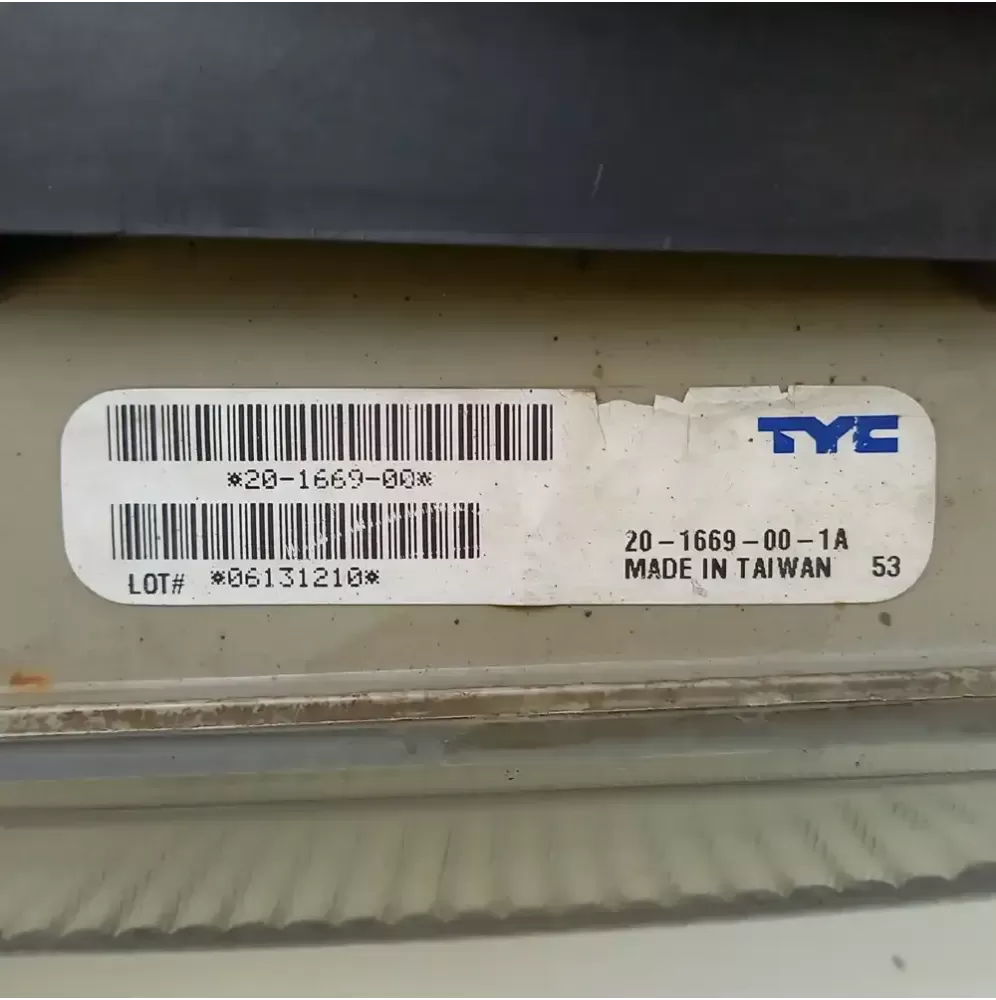 *20-1669-00*
LOT# *06131210*
TYC
20-1669-00-1A
MADE IN TAIWAN 53